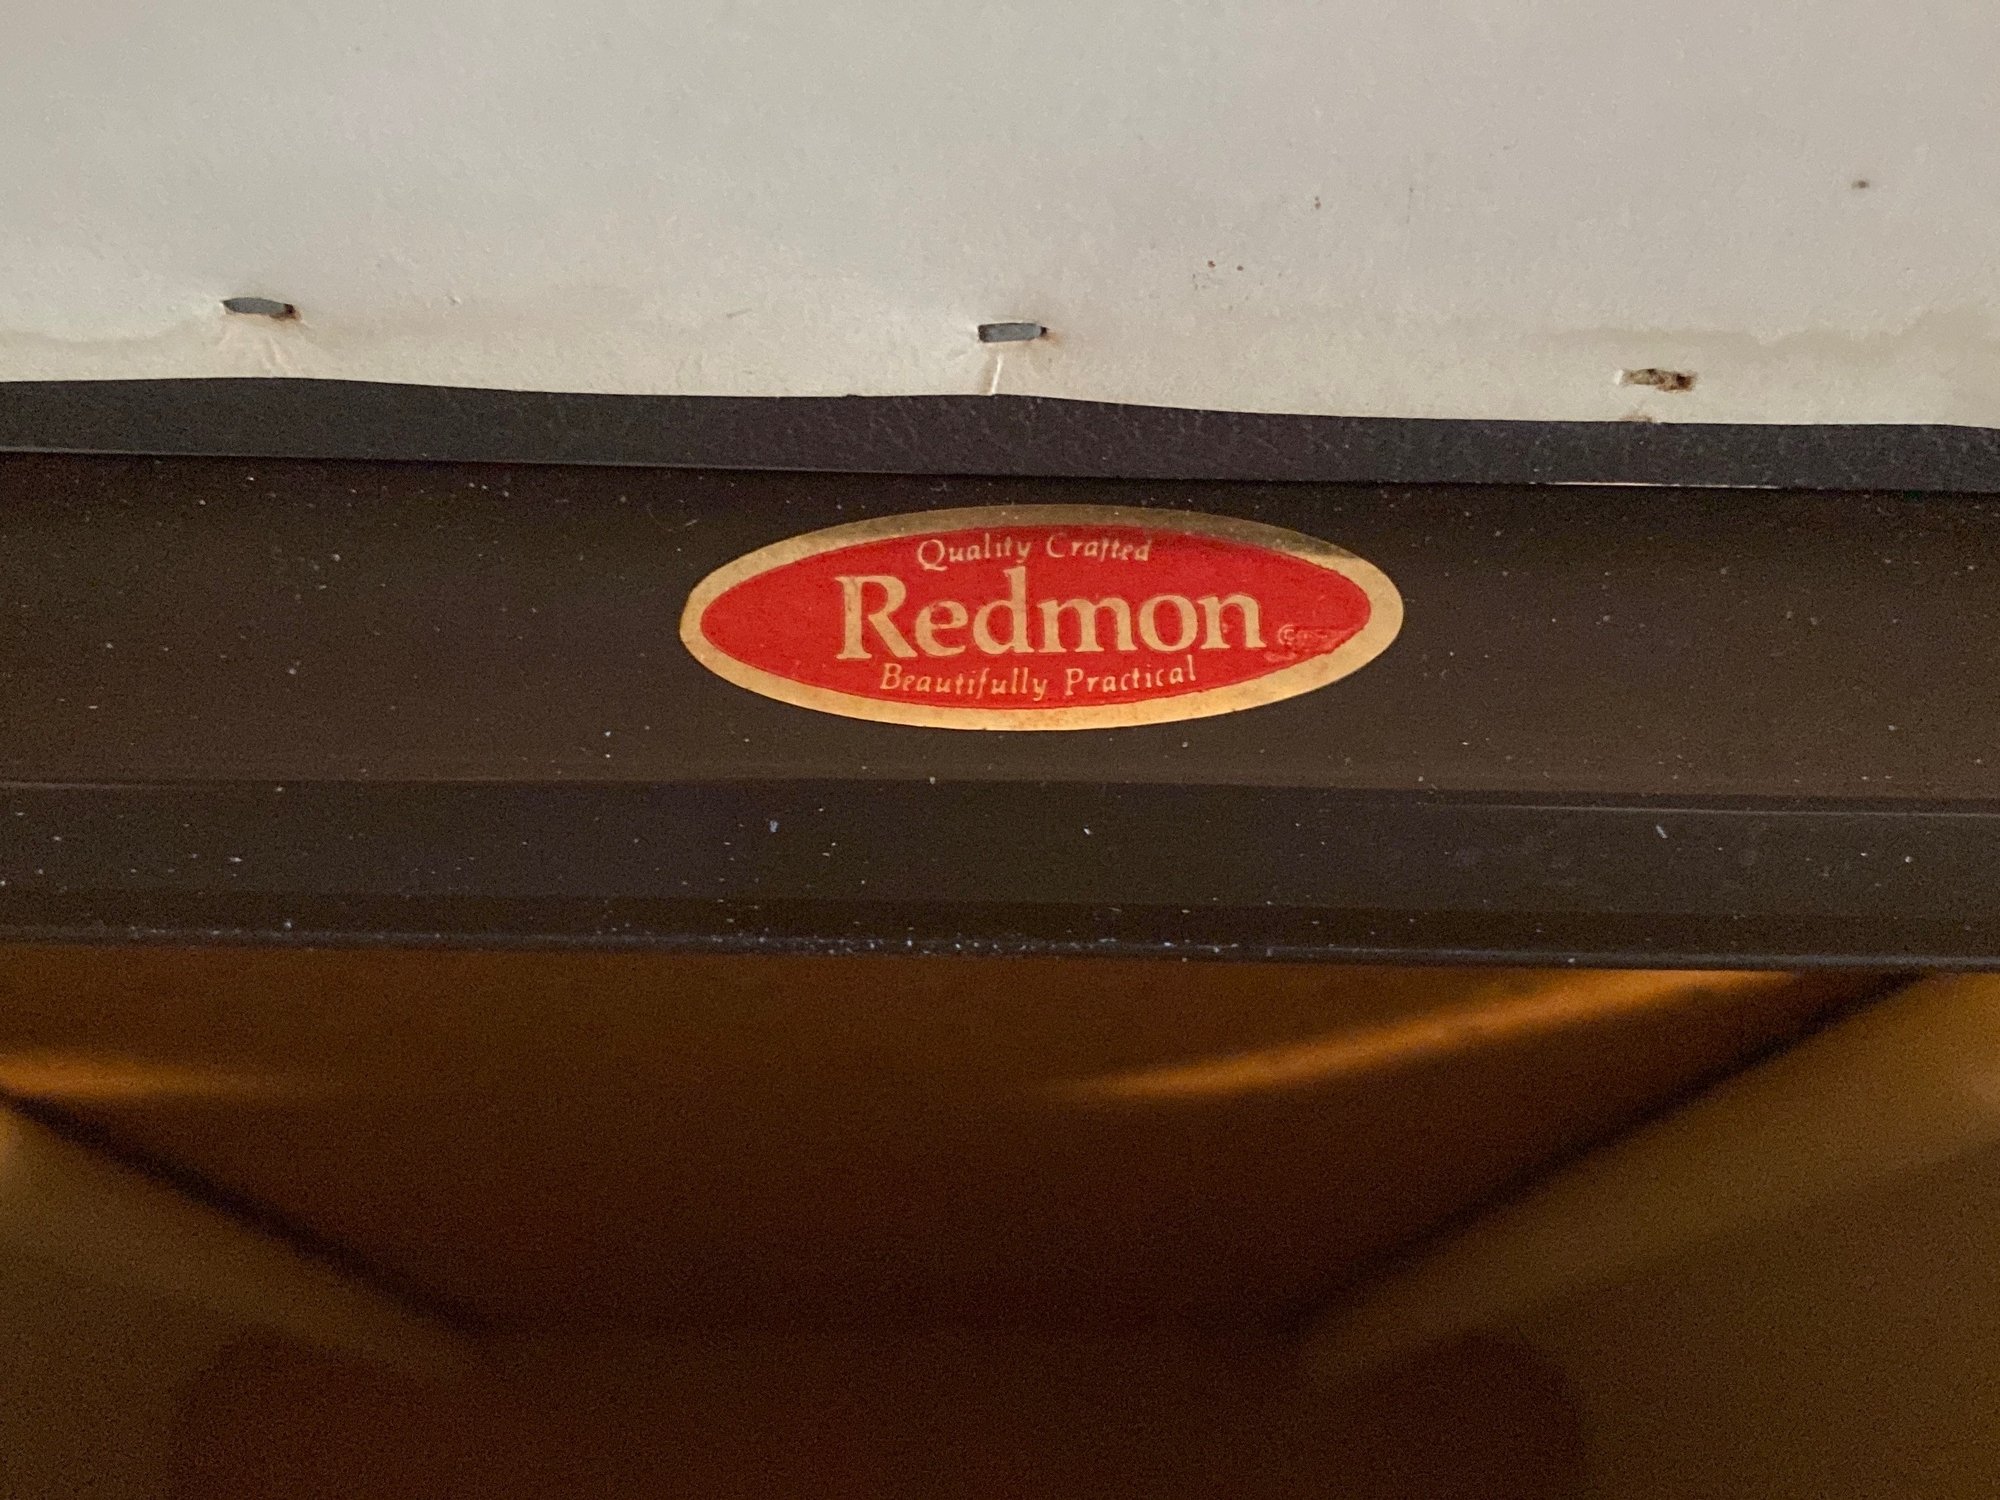 Quality Crafted
Redmon
Beautifully Practical